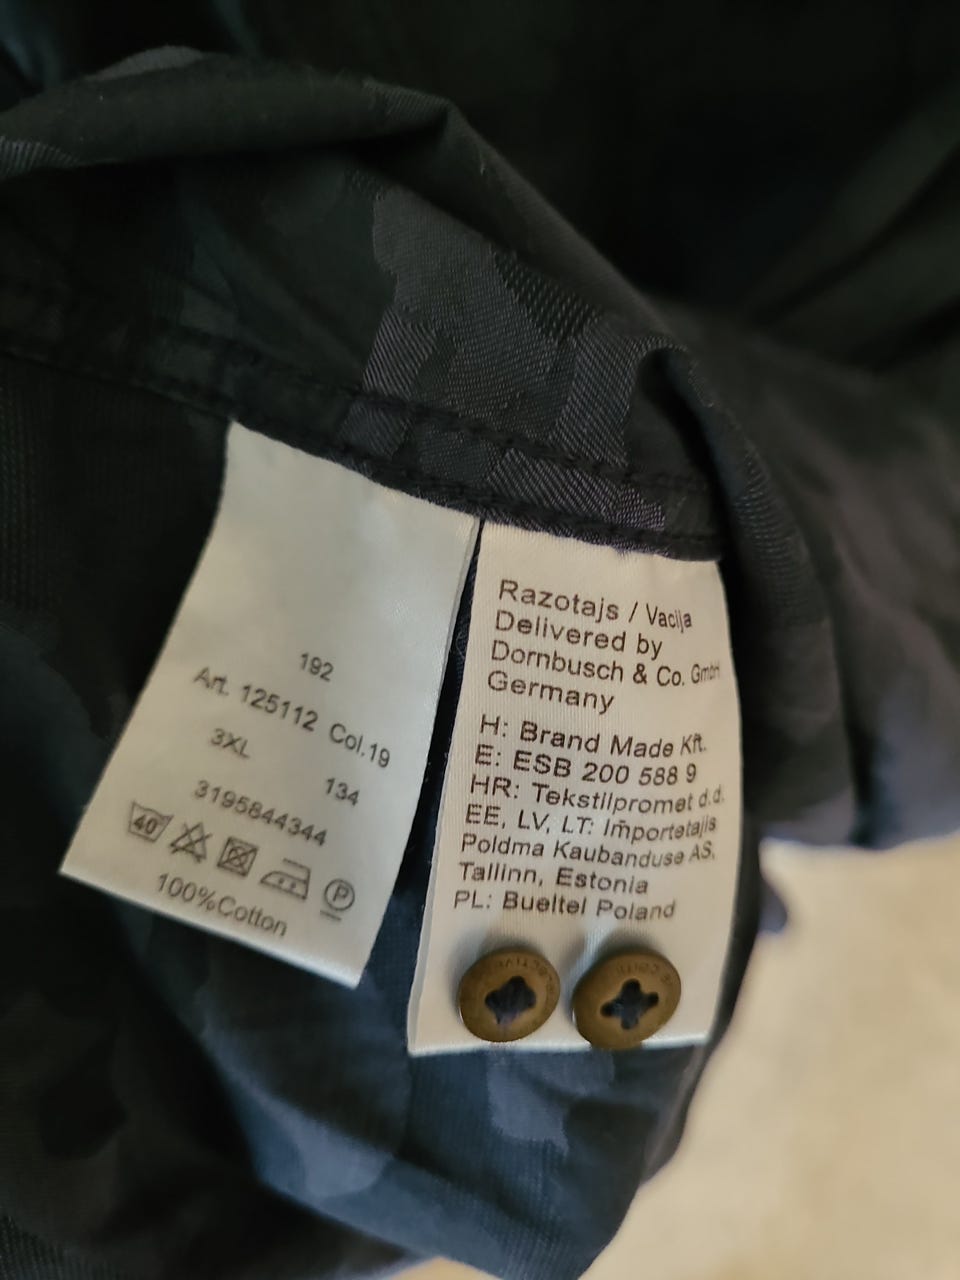 192
Art. 125112 Col.19
3XL 134
3195844344
40 P
100%Cotton
Razotajs / Vacija
Delivered by
Dornbusch & Co. GmbH
Germany
H: Brand Made Kft.
E: ESB 200 588 9
HR: Tekstilpromet d.d.
EE, LV, LT: Importetajis
Poldma Kaubanduse AS,
Tallinn, Estonia
PL: Bueltel Poland